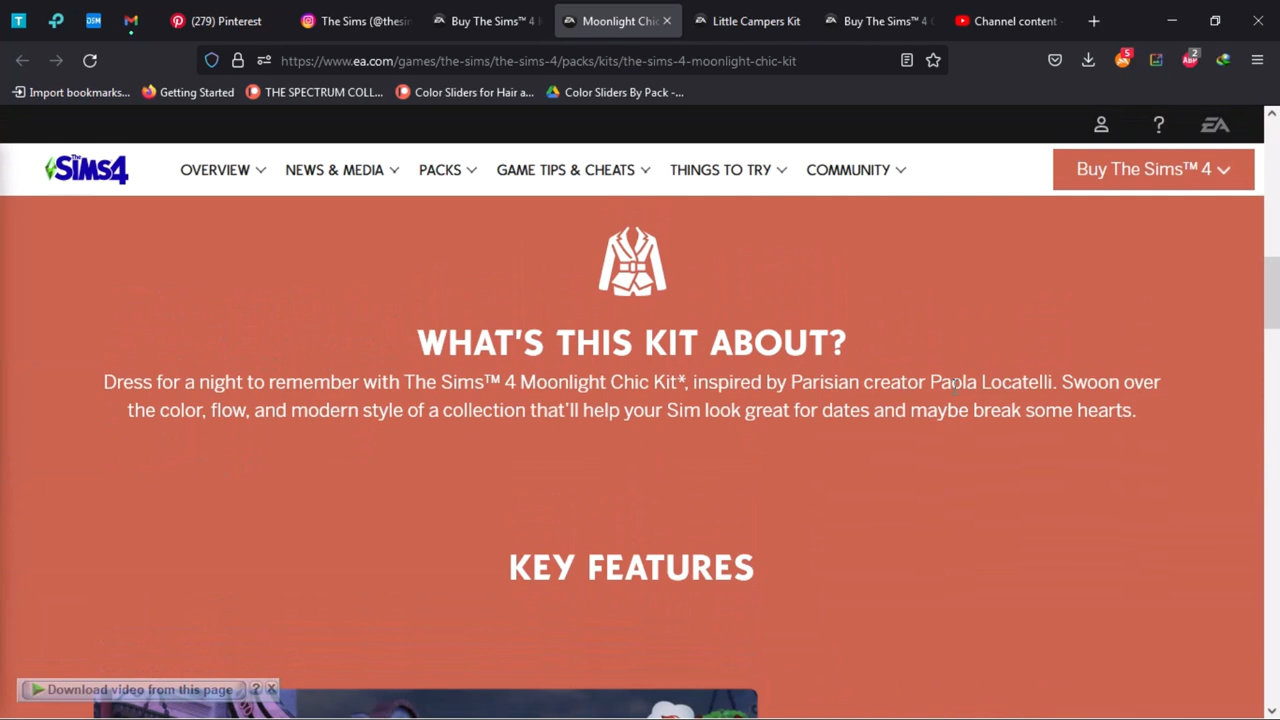 (279) Pinterest
The Sims (@thesin
Buy The Sims™ 4
Moonlight Chic
Little Campers Kit
Buy The Sims™ 4
Channel content
https://www.ea.com/games/the-sims/the-sims-4/packs/kits/the-sims-4-moonlight-chic-kit
5
2
ABP
Import bookmarks...
Getting Started
THE SPECTRUM COLL...
Color Sliders for Hair a...
Color Sliders By Pack -...
EA
The Sims 4
OVERVIEW
NEWS & MEDIA
PACKS
GAME TIPS & CHEATS
THINGS TO TRY
COMMUNITY
Buy The Sims™ 4
WHAT'S THIS KIT ABOUT?
Dress for a night to remember with The Sims™ 4 Moonlight Chic Kit*, inspired by Parisian creator Paola Locatelli. Swoon over
the color, flow, and modern style of a collection that'll help your Sim look great for dates and maybe break some hearts.
KEY FEATURES
Download video from this page